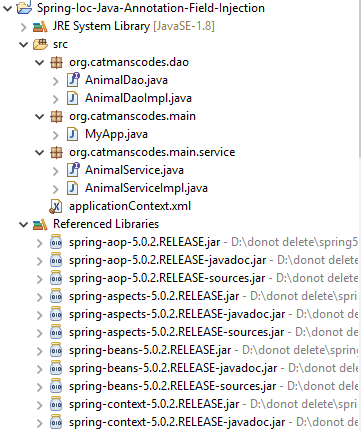 Spring-Ioc-Java-Annotation-Field-Injection
JRE System Library [JavaSE-1.8]
src
org.catmanscodes.dao
AnimalDao.java
AnimalDaoImpl.java
org.catmanscodes.main
MyApp.java
org.catmanscodes.main.service
AnimalService.java
AnimalServiceImpl.java
applicationContext.xml
Referenced Libraries
spring-aop-5.0.2.RELEASE.jar - D:\donot delete\spring5
spring-aop-5.0.2.RELEASE-javadoc.jar - D:\donot delete
spring-aop-5.0.2.RELEASE-sources.jar - D:\donot delete
spring-aspects-5.0.2.RELEASE.jar - D:\donot delete\spri
spring-aspects-5.0.2.RELEASE-javadoc.jar - D:\donot d
spring-aspects-5.0.2.RELEASE-sources.jar - D:\donot d
spring-beans-5.0.2.RELEASE.jar - D:\donot delete\spring
spring-beans-5.0.2.RELEASE-javadoc.jar - D:\donot del
spring-beans-5.0.2.RELEASE-sources.jar - D:\donot del
spring-context-5.0.2.RELEASE.jar - D:\donot delete\spri
spring-context-5.0.2.RELEASE-javadoc.jar - D:\donot d